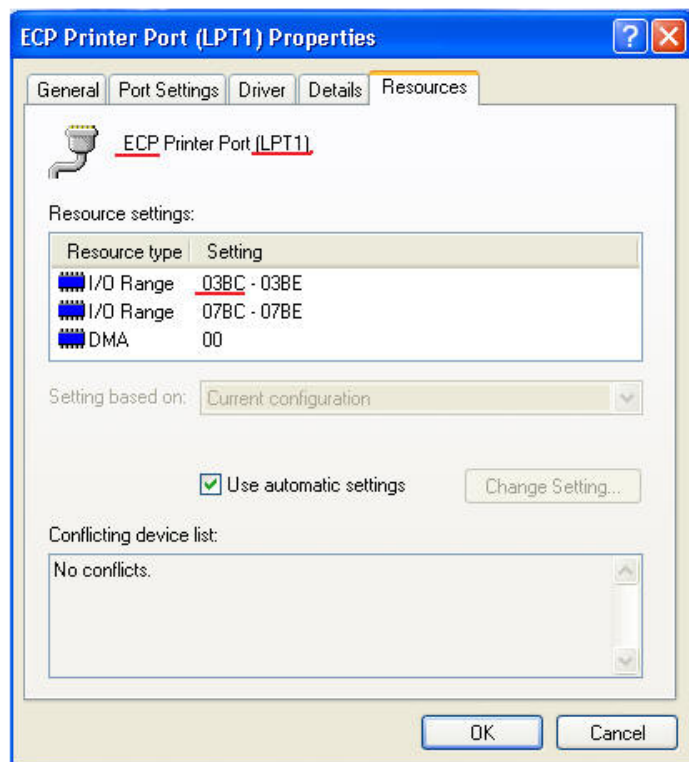 ECP Printer Port (LPT1) Properties
General Port Settings Driver Details Resources
ECP Printer Port (LPT1)
Resource settings:
Resource type Setting
I/O Range 03BC - 03BE
I/O Range 07BC - 07BE
DMA 00
Setting based on: Current configuration
Use automatic settings Change Setting...
Conflicting device list:
No conflicts.
OK Cancel